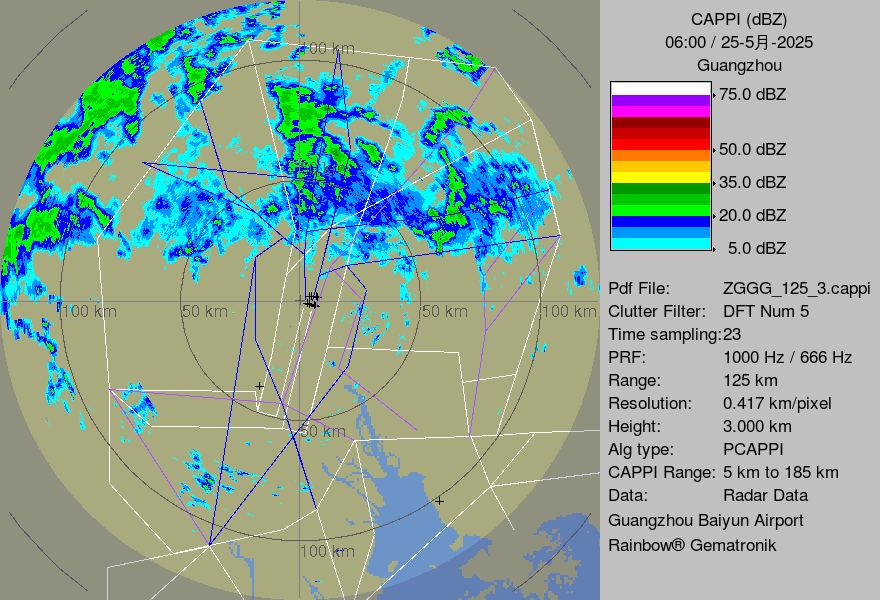 CAPPI (dBZ)
06:00 / 25-5月-2025
Guangzhou
75.0 dBZ
50.0 dBZ
35.0 dBZ
20.0 dBZ
5.0 dBZ
Pdf File: ZGGG_125_3.cappi
Clutter Filter: DFT Num 5
Time sampling:23
PRF: 1000 Hz / 666 Hz
Range: 125 km
Resolution: 0.417 km/pixel
Height: 3.000 km
Alg type: PCAPPI
CAPPI Range: 5 km to 185 km
Data: Radar Data
Guangzhou Baiyun Airport
Rainbow® Gematronik
100 km
100 km
50 km
50 km
100 km
50 km
100 km